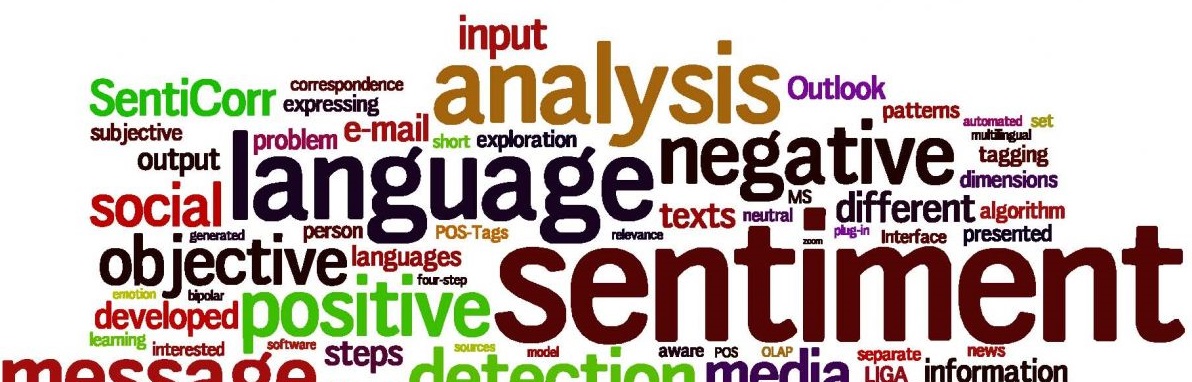 input
analysis
SentiCorr correspondence Outlook
expressing patterns
subjective problem e-mail short exploration automated set
multilingual
output language negative tagging
dimensions
social texts neutral MS different algorithm
generated person POS-Tags relevance zoom plug-in Interface presented
objective languages sentiment
four-step
emotion bipolar positive
developed
learning interested software steps sources model aware POS OLAP separate news
message detection media LIGA information